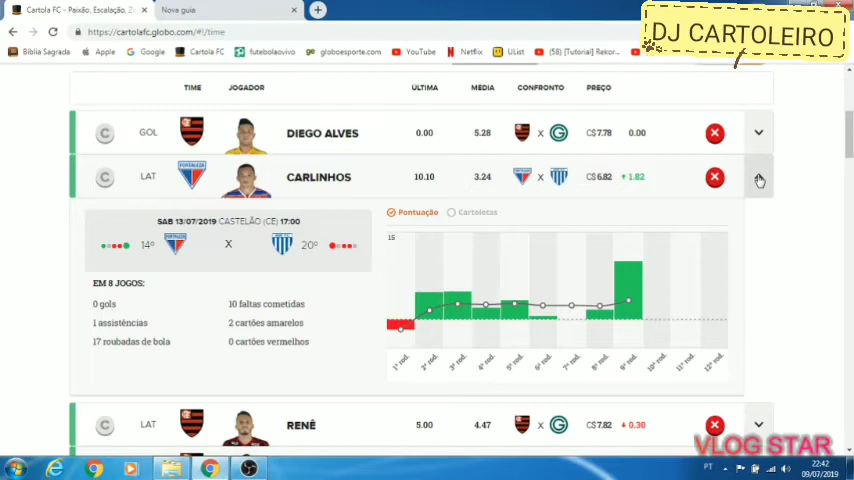 Cartola FC - Paixão, Escalação, Z
Nova guia
DJ CARTOLEIRO
https://cartolafc.globo.com/#!/time
Bíblia Sagrada
Apple
Google
Cartola FC
futebolaovivo
globoesporte.com
YouTube
Netflix
UList
(58) [Tutorial] Rekor...
TIME JOGADOR ÚLTIMA MÉDIA CONFRONTO PREÇO
C GOL DIEGO ALVES 0.00 5.28 X C$ 7.78 0.00
C LAT FORTALEZA CARLINHOS 10.10 3.24 X C$ 6.82 1.82
SAB 13/07/2019 CASTELÃO (CE) 17:00
14º X 20º
EM 8 JOGOS:
0 gols 10 faltas cometidas
1 assistências 2 cartões amarelos
17 roubadas de bola 0 cartões vermelhos
Pontuação Cartoletas
15
1ª rod. 2ª rod. 3ª rod. 4ª rod. 5ª rod. 6ª rod. 7ª rod. 8ª rod. 9ª rod. 10ª rod. 11ª rod. 12ª rod.
C LAT RENÊ 5.00 4.47 X C$ 7.82 0.30
VLOG STAR
PT
22:42
09/07/2019